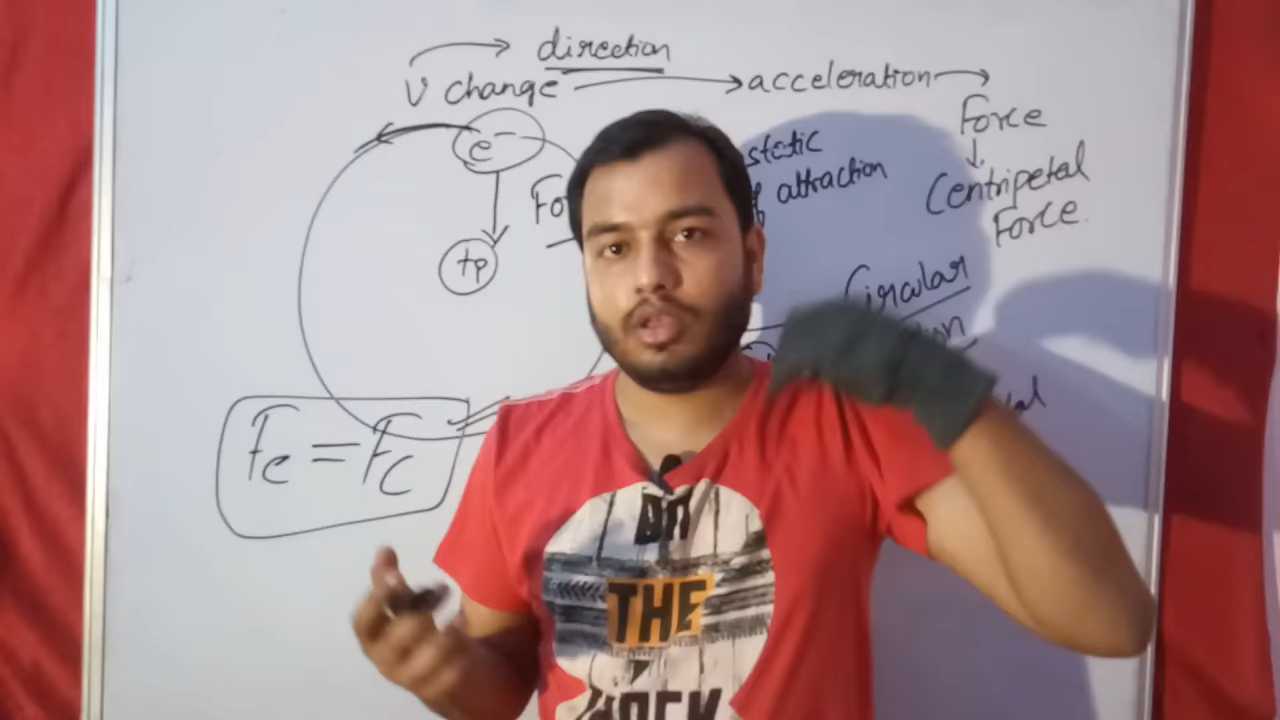 direction
v change
acceleration
Force
Centripetal
Force.
e-
static
attraction
+p
Circular
Fe = Fc
THE